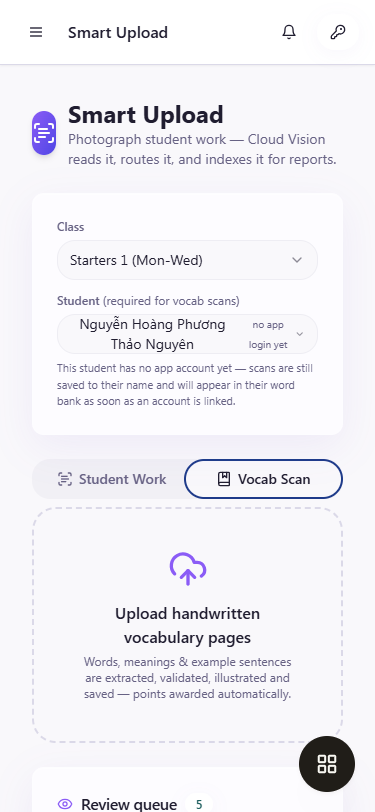 Smart Upload
Smart Upload
Photograph student work — Cloud Vision
reads it, routes it, and indexes it for reports.
Class
Starters 1 (Mon-Wed)
Student (required for vocab scans)
Nguyễn Hoàng Phương
Thảo Nguyên
no app
login yet
This student has no app account yet — scans are still
saved to their name and will appear in their word
bank as soon as an account is linked.
Student Work
Vocab Scan
Upload handwritten
vocabulary pages
Words, meanings & example sentences
are extracted, validated, illustrated and
saved — points awarded automatically.
Review queue 5